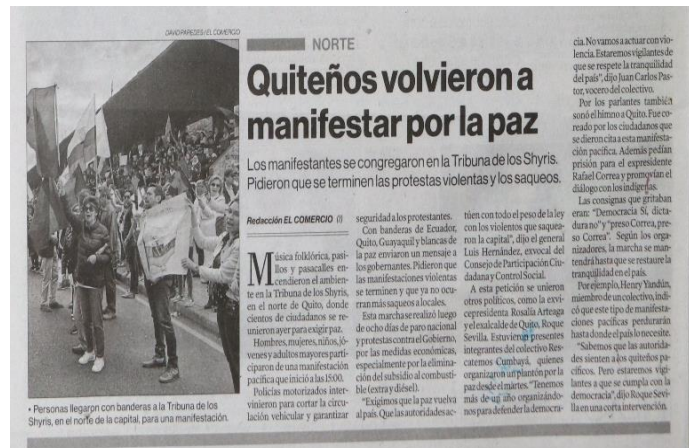 DAVID PAREDES / EL COMERCIO
• Personas llegaron con banderas a la Tribuna de los
Shyris, en el norte de la capital, para una manifestación.
NORTE
Quiteños volvieron a
manifestar por la paz
Los manifestantes se congregaron en la Tribuna de los Shyris.
Pidieron que se terminen las protestas violentas y los saqueos.
Redacción EL COMERCIO (I)
Música folklórica, pasi-
llos y pasacalles en-
cendieron el ambien-
te en la Tribuna de los Shyris,
en el norte de Quito, donde
cientos de ciudadanos se reu-
nieron ayer para exigir paz.
Hombres, mujeres, niños, jó-
venes y adultos mayores partici-
paron de una manifestación
pacífica que inició a las 15:00.
Policías motorizados inter-
vinieron para cortar la circu-
lación vehicular y garantizar
seguridad a los protestantes.
Con banderas de Ecuador,
Quito, Guayaquil y blancas de
la paz enviaron un mensaje a
los gobernantes. Pidieron que
las manifestaciones violentas
se terminen y que ya no ocu-
rran más saqueos a locales.
Esta marcha se realizó luego
de ocho días de paro nacional
y protestas contra el Gobierno,
por las medidas económicas,
especialmente por la elimina-
ción del subsidio al combusti-
ble (extra y diésel).
"Exigimos que la paz vuelva
al país. Que las autoridades ac-
túen con todo el peso de la ley
con los violentos que saquea-
ron la capital", dijo el general
Luis Hernández, exvocal del
Consejo de Participación Ciu-
dadana y Control Social.
A esta petición se unieron
otros políticos, como la exvi-
cepresidenta Rosalía Arteaga
y el exalcalde de Quito, Roque
Sevilla. Estuvieron presentes
integrantes del colectivo Res-
catemos Cumbayá, quienes
organizaron un plantón por la
paz desde el martes. "Tenemos
más de un año organizándo-
nos para defender la democra-
cia. No vamos a actuar con vio-
lencia. Estaremos vigilantes de
que se respete la tranquilidad
del país", dijo Juan Carlos Pas-
tor, vocero del colectivo.
Por los parlantes también
sonó el himno a Quito. Fue co-
reado por los ciudadanos que
se dieron cita a esta manifest-
ación pacífica. Además pedían
prisión para el expresidente
Rafael Correa y promovían el
diálogo con los indígenas.
Las consignas que gritaban
eran: "Democracia Sí, dicta-
dura no" y "preso Correa, pre-
so Correa". Según los organi-
zadores, la marcha se manten-
drá hasta que se restaure la
tranquilidad en el país.
Por ejemplo, Henry Yandún,
miembro de un colectivo, indi-
có que este tipo de manifesta-
ciones pacíficas perdurarán
hasta donde el país lo necesite.
"Sabemos que las autorida-
des sienten a los quiteños pa-
cíficos. Pero estaremos vigi-
lantes a que se cumpla con la
democracia", dijo Roque Sevi-
lla en una corta intervención.